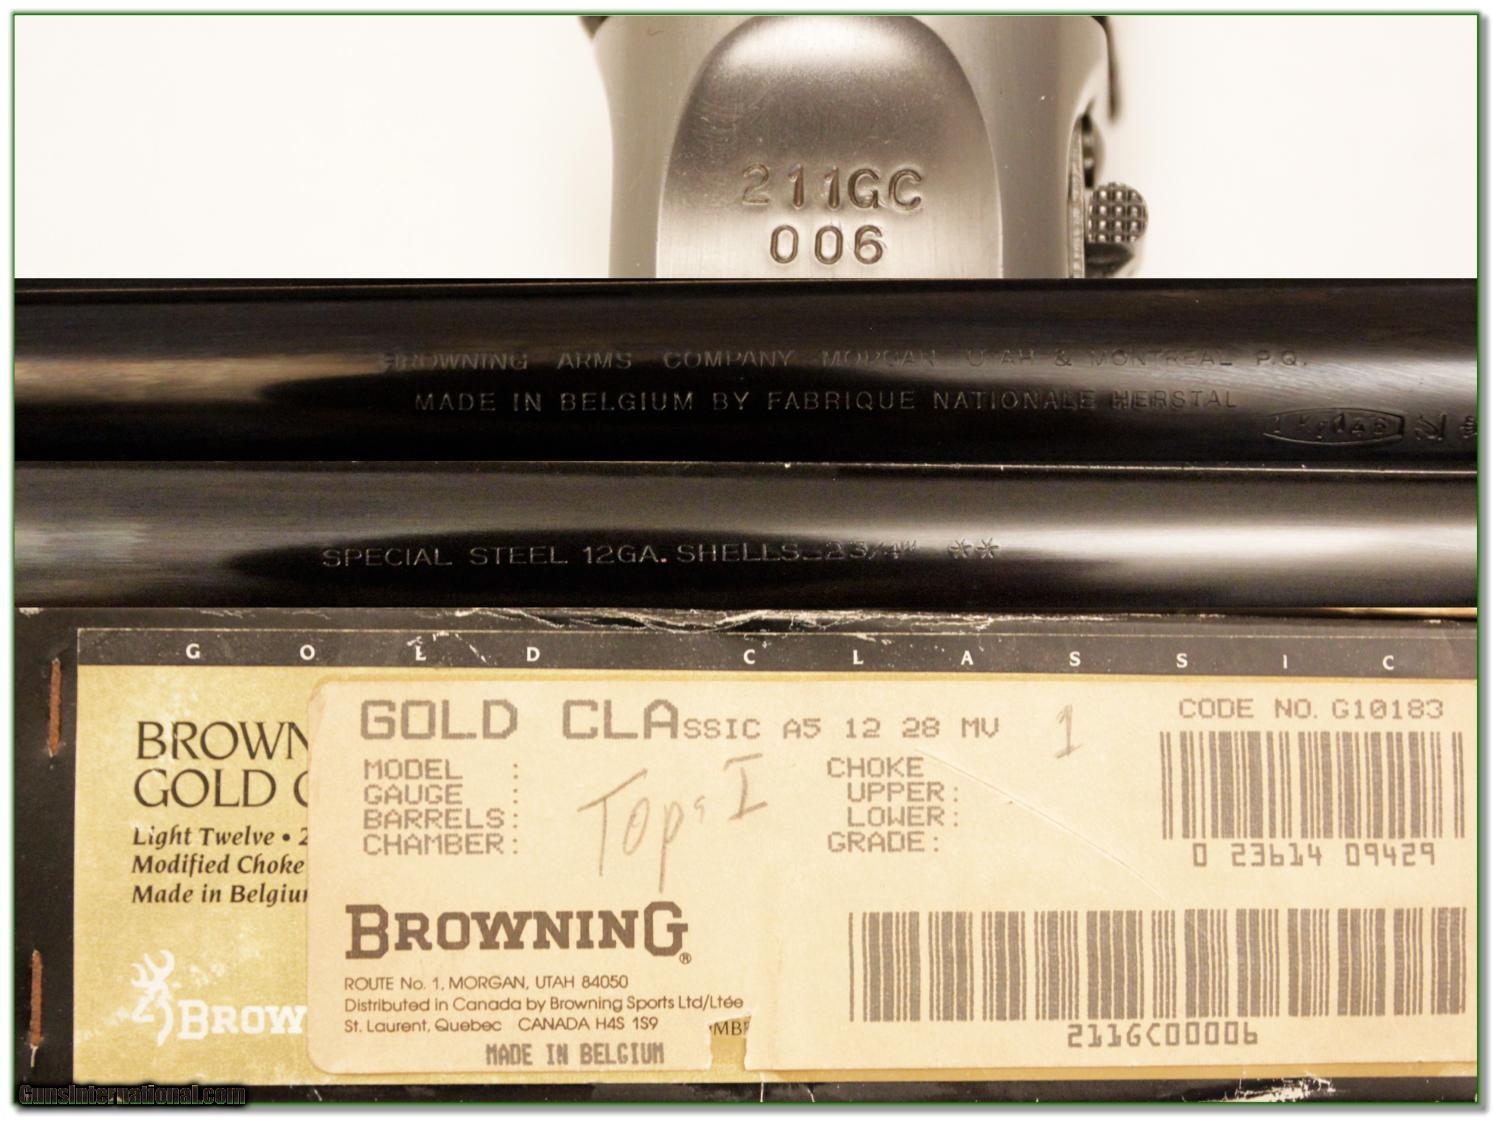 211GC
006
BROWNING ARMS COMPANY MORGAN, UTAH & MONTREAL P.Q.
MADE IN BELGIUM BY FABRIQUE NATIONALE HERSTAL
SPECIAL STEEL 12GA. SHELLS_2 3/4" **
GOLD CLASSIC
BROWN
GOLD C
Light Twelve • 2
Modified Choke
Made in Belgiu
BROW
GOLD CLASSIC A5 12 28 MV 1
CODE NO. G10183
MODEL :
GAUGE :
BARRELS:
CHAMBER:
Tops I
CHOKE
UPPER:
LOWER:
GRADE:
0 23614 09429
BROWNING®
ROUTE No. 1, MORGAN, UTAH 84050
Distributed in Canada by Browning Sports Ltd/Ltée
St. Laurent, Quebec CANADA H4S 1S9
MADE IN BELGIUM
211GC00006
GunsInternational.com